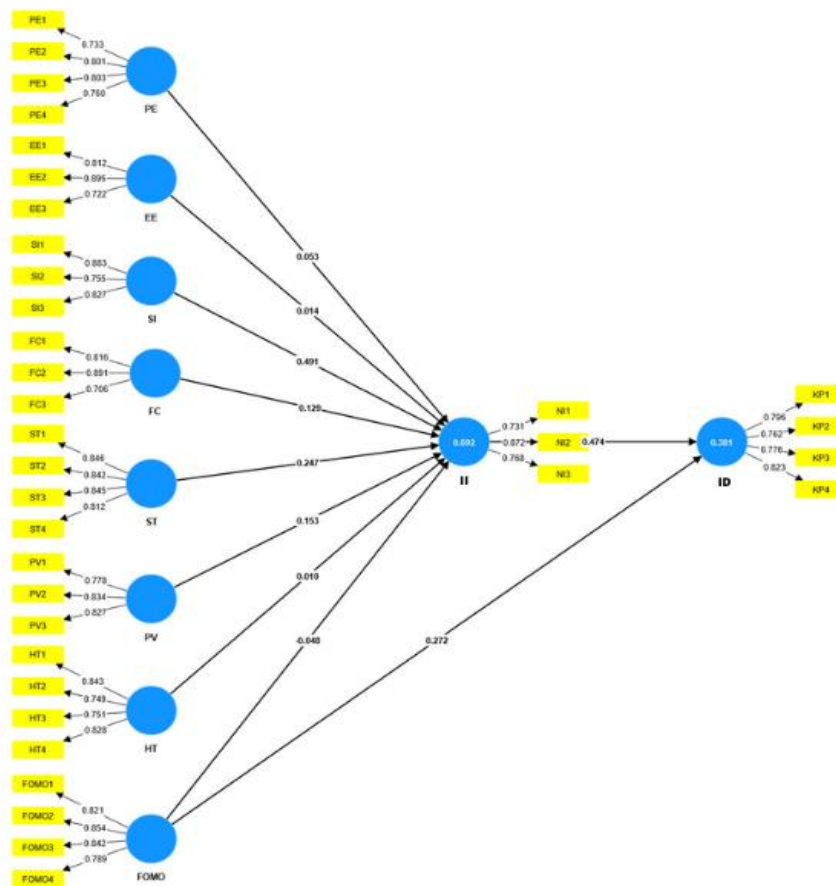 PE1
0.733
PE2
0.801
PE3
0.803
PE4
PE
EE1
0.812
EE2
0.895
EE3
0.722
EE
SI1
0.883
SI2
0.755
SI3
0.827
SI
FC1
0.816
FC2
0.891
FC3
0.706
FC
ST1
0.846
ST2
0.842
ST3
0.845
ST4
0.812
ST
PV1
0.778
PV2
0.834
PV3
0.827
PV
HT1
0.843
HT2
0.749
HT3
0.751
HT4
0.828
HT
FOMO1
0.821
FOMO2
0.854
FOMO3
0.842
FOMO4
0.789
FOMO
0.053
0.014
0.491
0.129
0.247
0.153
0.010
0.272
II
NI1
0.731
NI2
0.872
NI3
0.768
0.474
0.381
ID
KP1
0.796
KP2
0.762
KP3
0.776
KP4
0.823